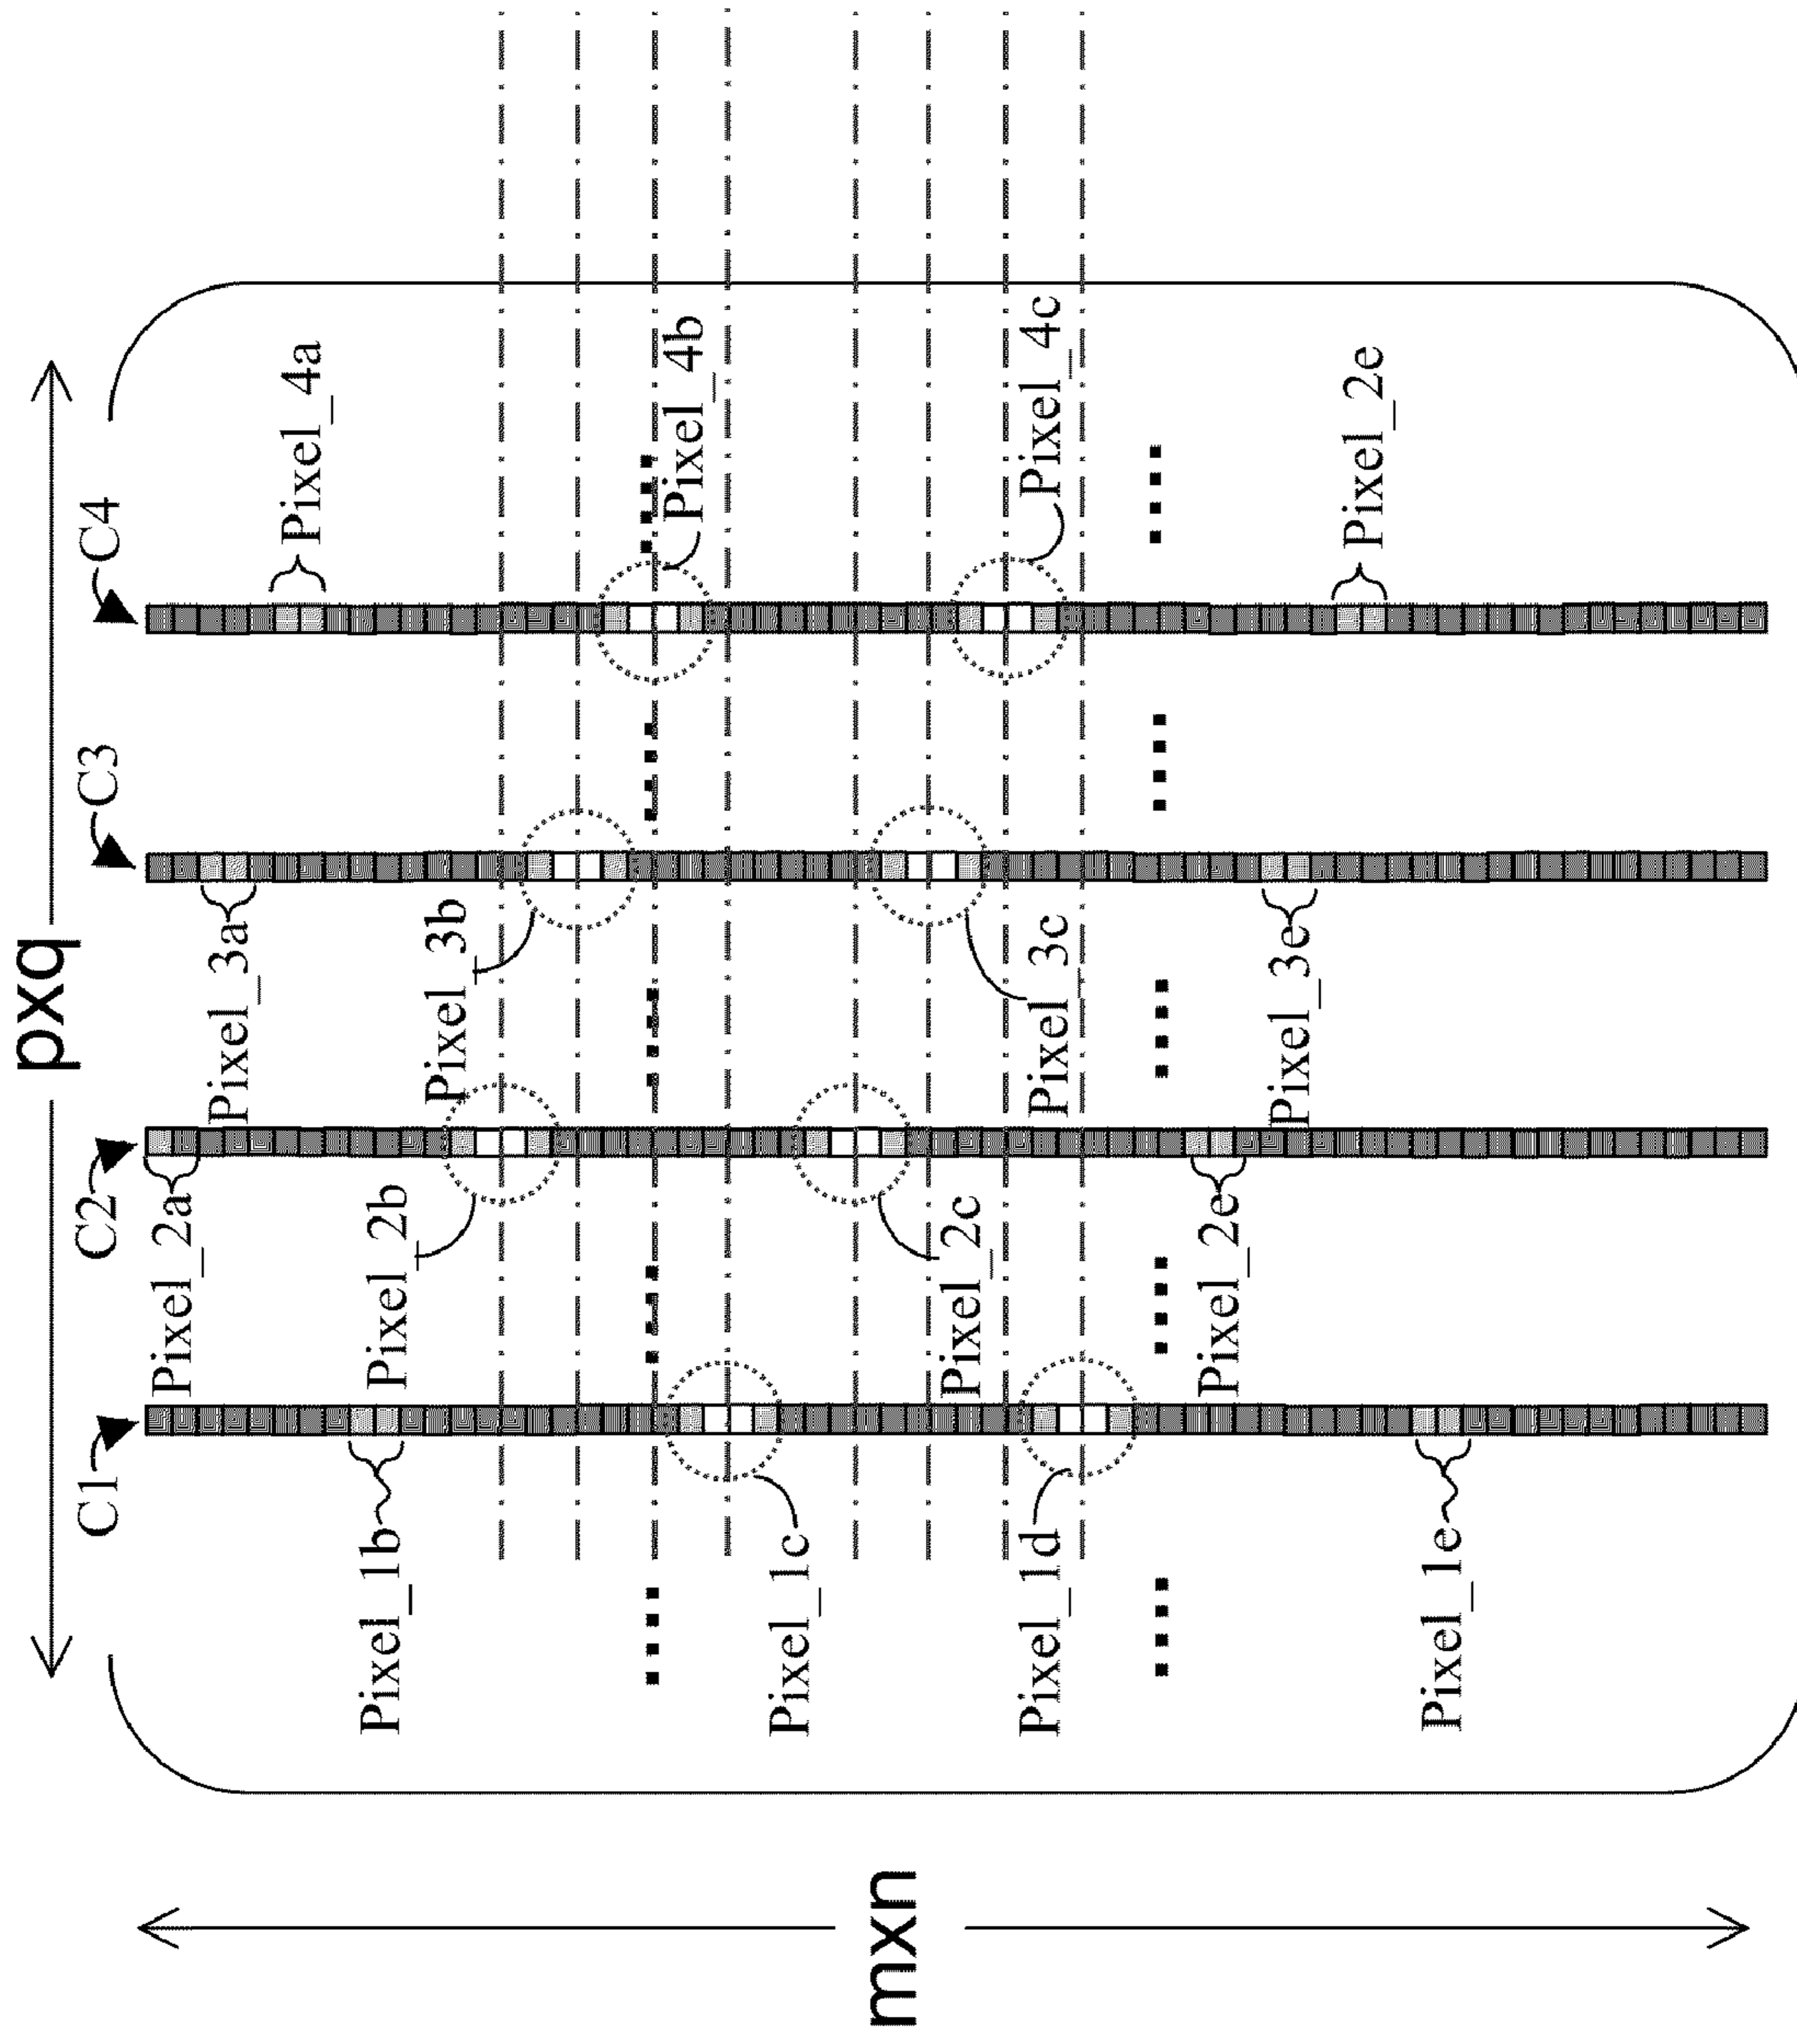 pxq
C1
C2
C3
C4
Pixel_2a
Pixel_3a
Pixel_4a
Pixel_1b
Pixel_2b
Pixel_3b
Pixel_4b
Pixel_1c
Pixel_2c
Pixel_3c
Pixel_4c
Pixel_1d
Pixel_1e
Pixel_2e
Pixel_3e
Pixel_2e
mxn